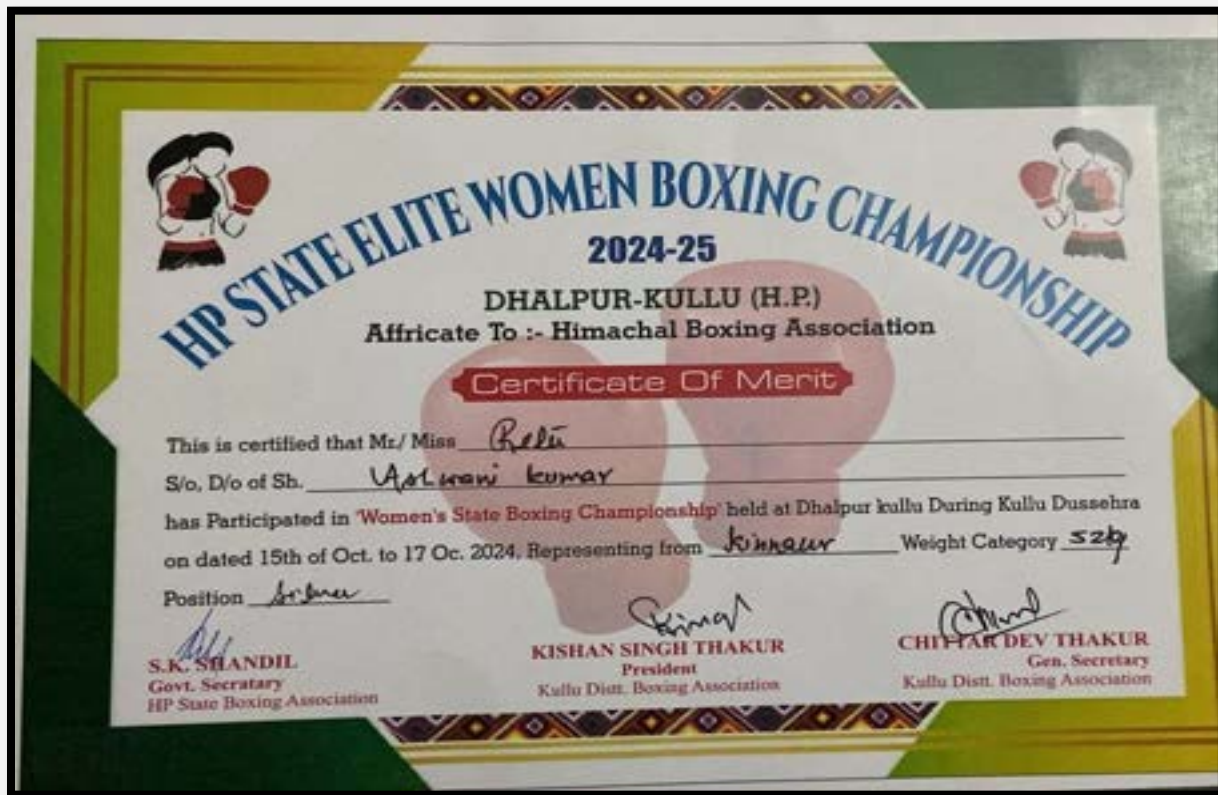 HP STATE ELITE WOMEN BOXING CHAMPIONSHIP
2024-25
DHALPUR-KULLU (H.P.)
Affricate To :- Himachal Boxing Association
Certificate Of Merit
This is certified that Mr./ Miss
S/o, D/o of Sh. Ashwani kumar
has Participated in 'Women's State Boxing Championship' held at Dhalpur kullu During Kullu Dussehra
on dated 15th of Oct. to 17 Oc. 2024, Representing from kinnaur Weight Category 52kg
Position
S.K. SHANDIL
Govt. Secratary
HP State Boxing Association
KISHAN SINGH THAKUR
President
Kullu Distt. Boxing Association
CHITTAR DEV THAKUR
Gen. Secretary
Kullu Distt. Boxing Association